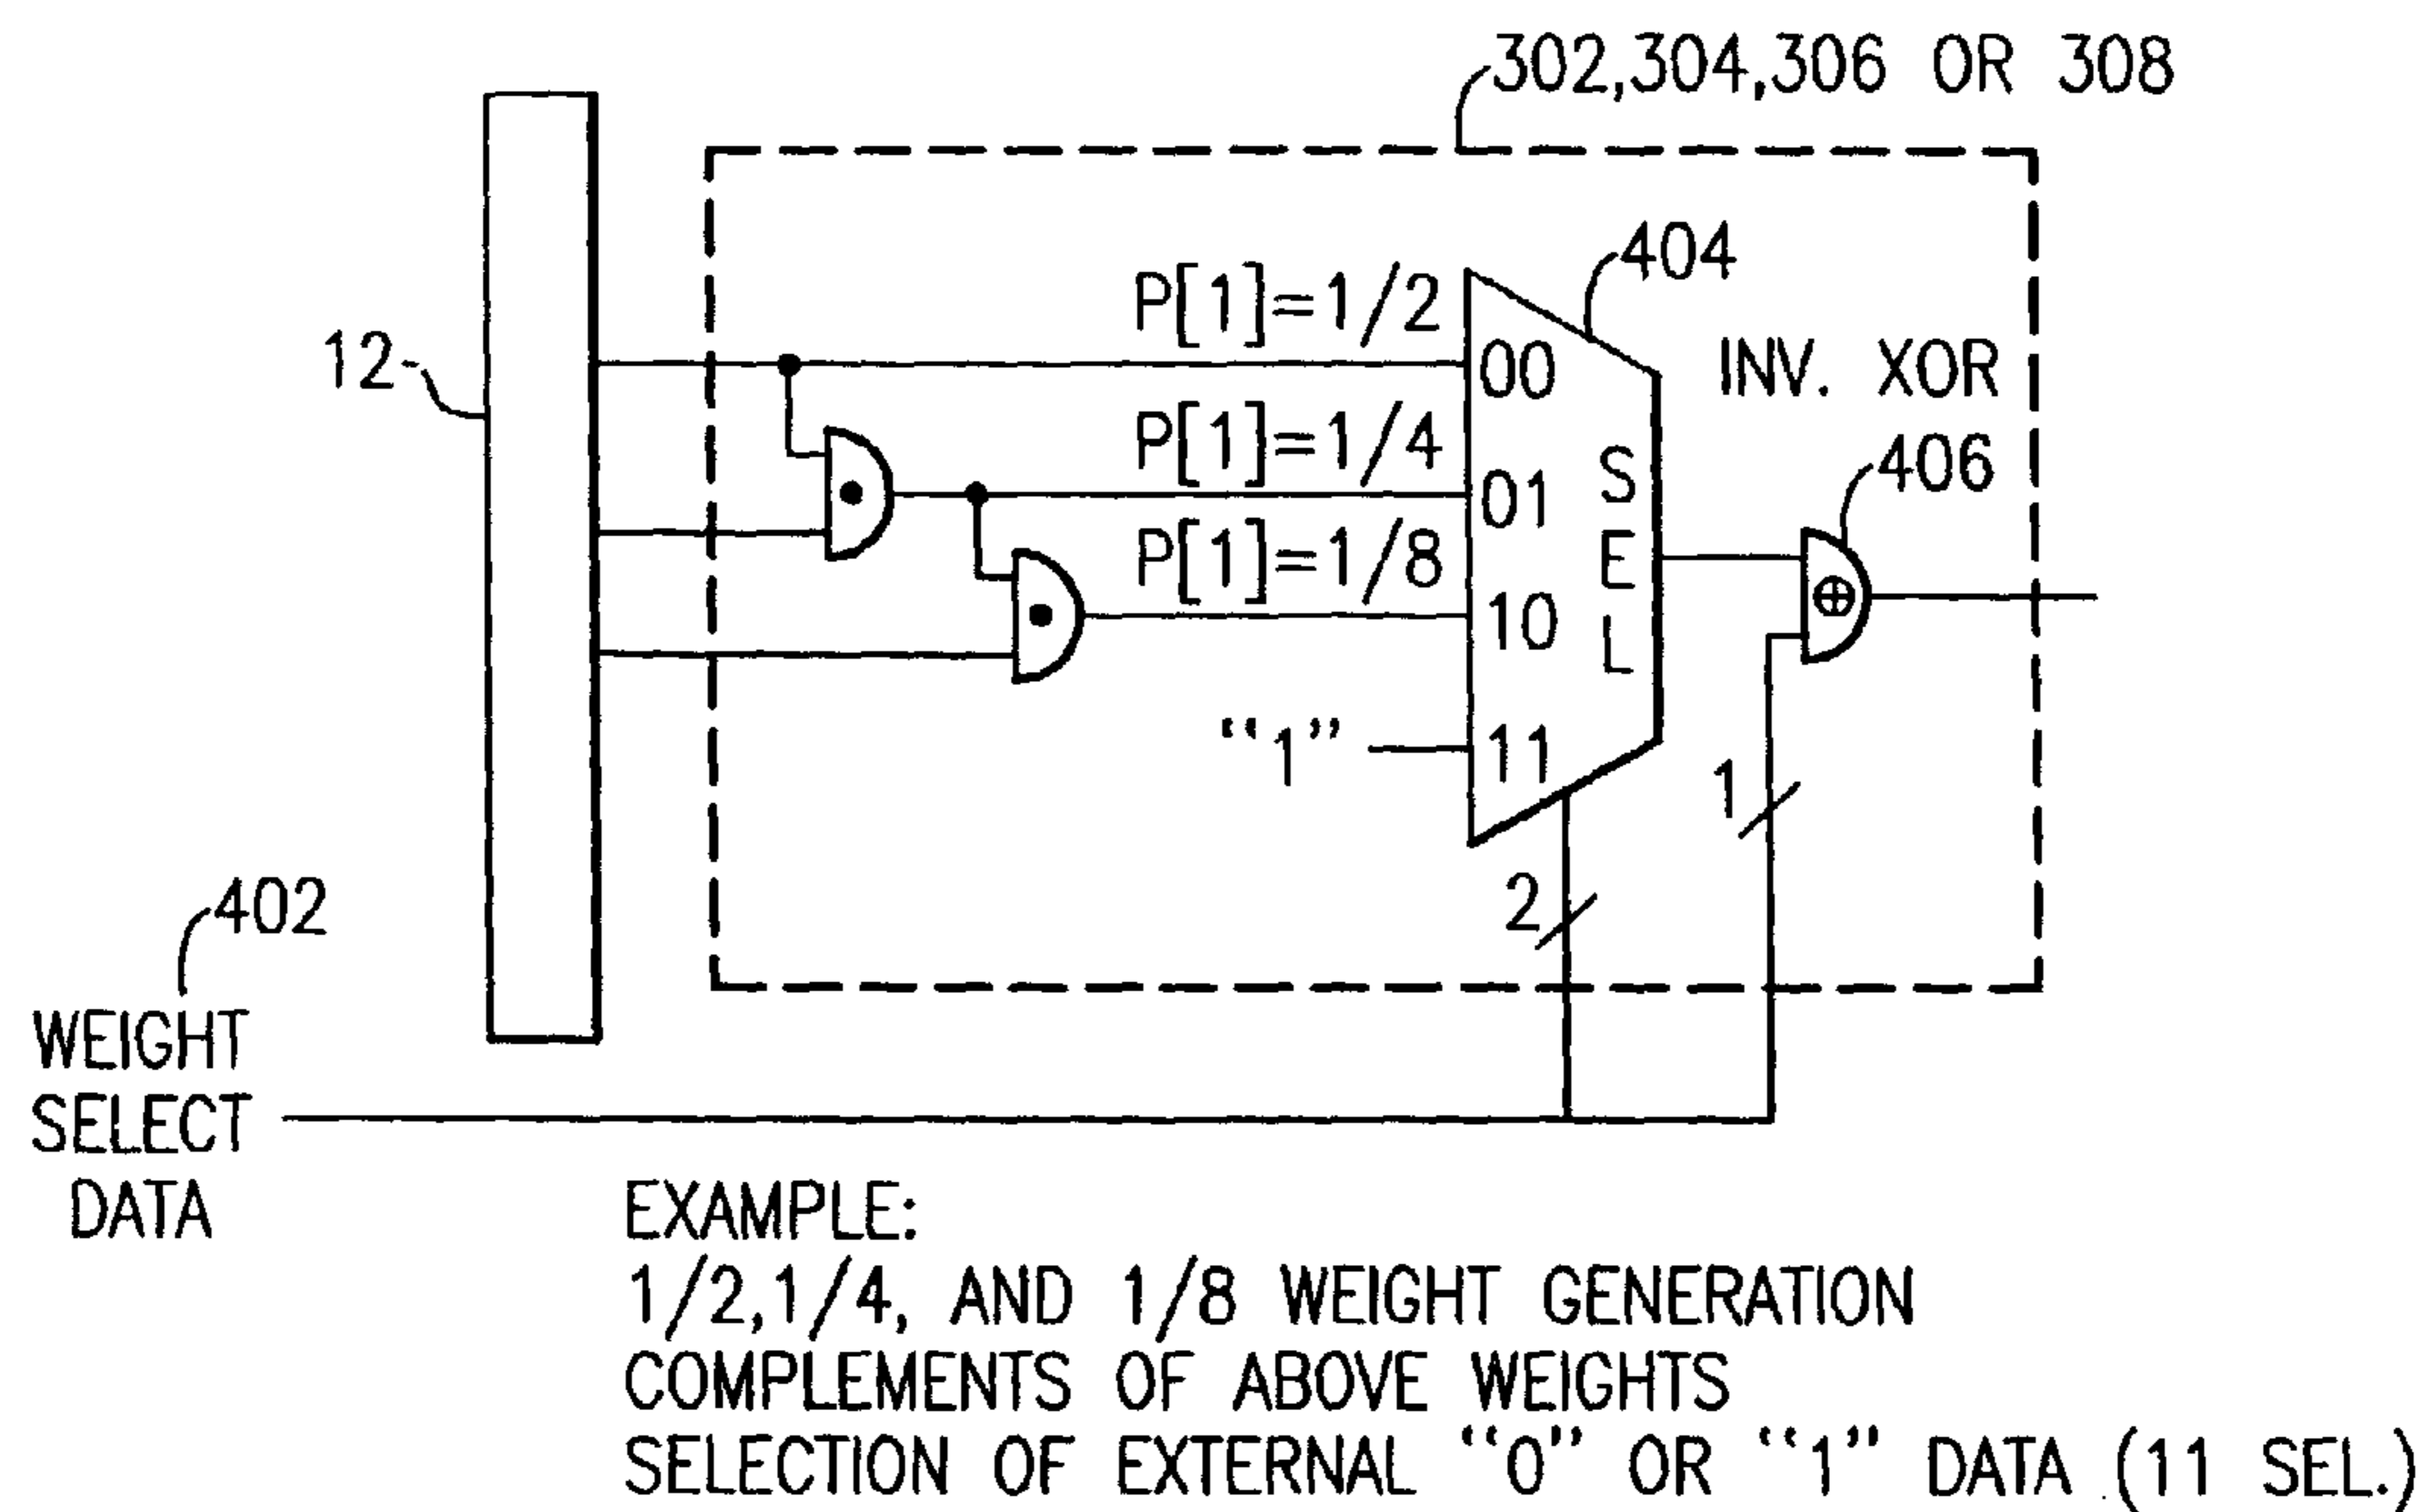 302,304,306 OR 308
404
P[1]=1/2
12
00
INV. XOR
P[1]=1/4
406
01
S
E
L
P[1]=1/8
10
"1"
11
1
2
402
WEIGHT
SELECT
DATA
EXAMPLE:
1/2,1/4, AND 1/8 WEIGHT GENERATION
COMPLEMENTS OF ABOVE WEIGHTS
SELECTION OF EXTERNAL "0" OR "1" DATA (11 SEL.)